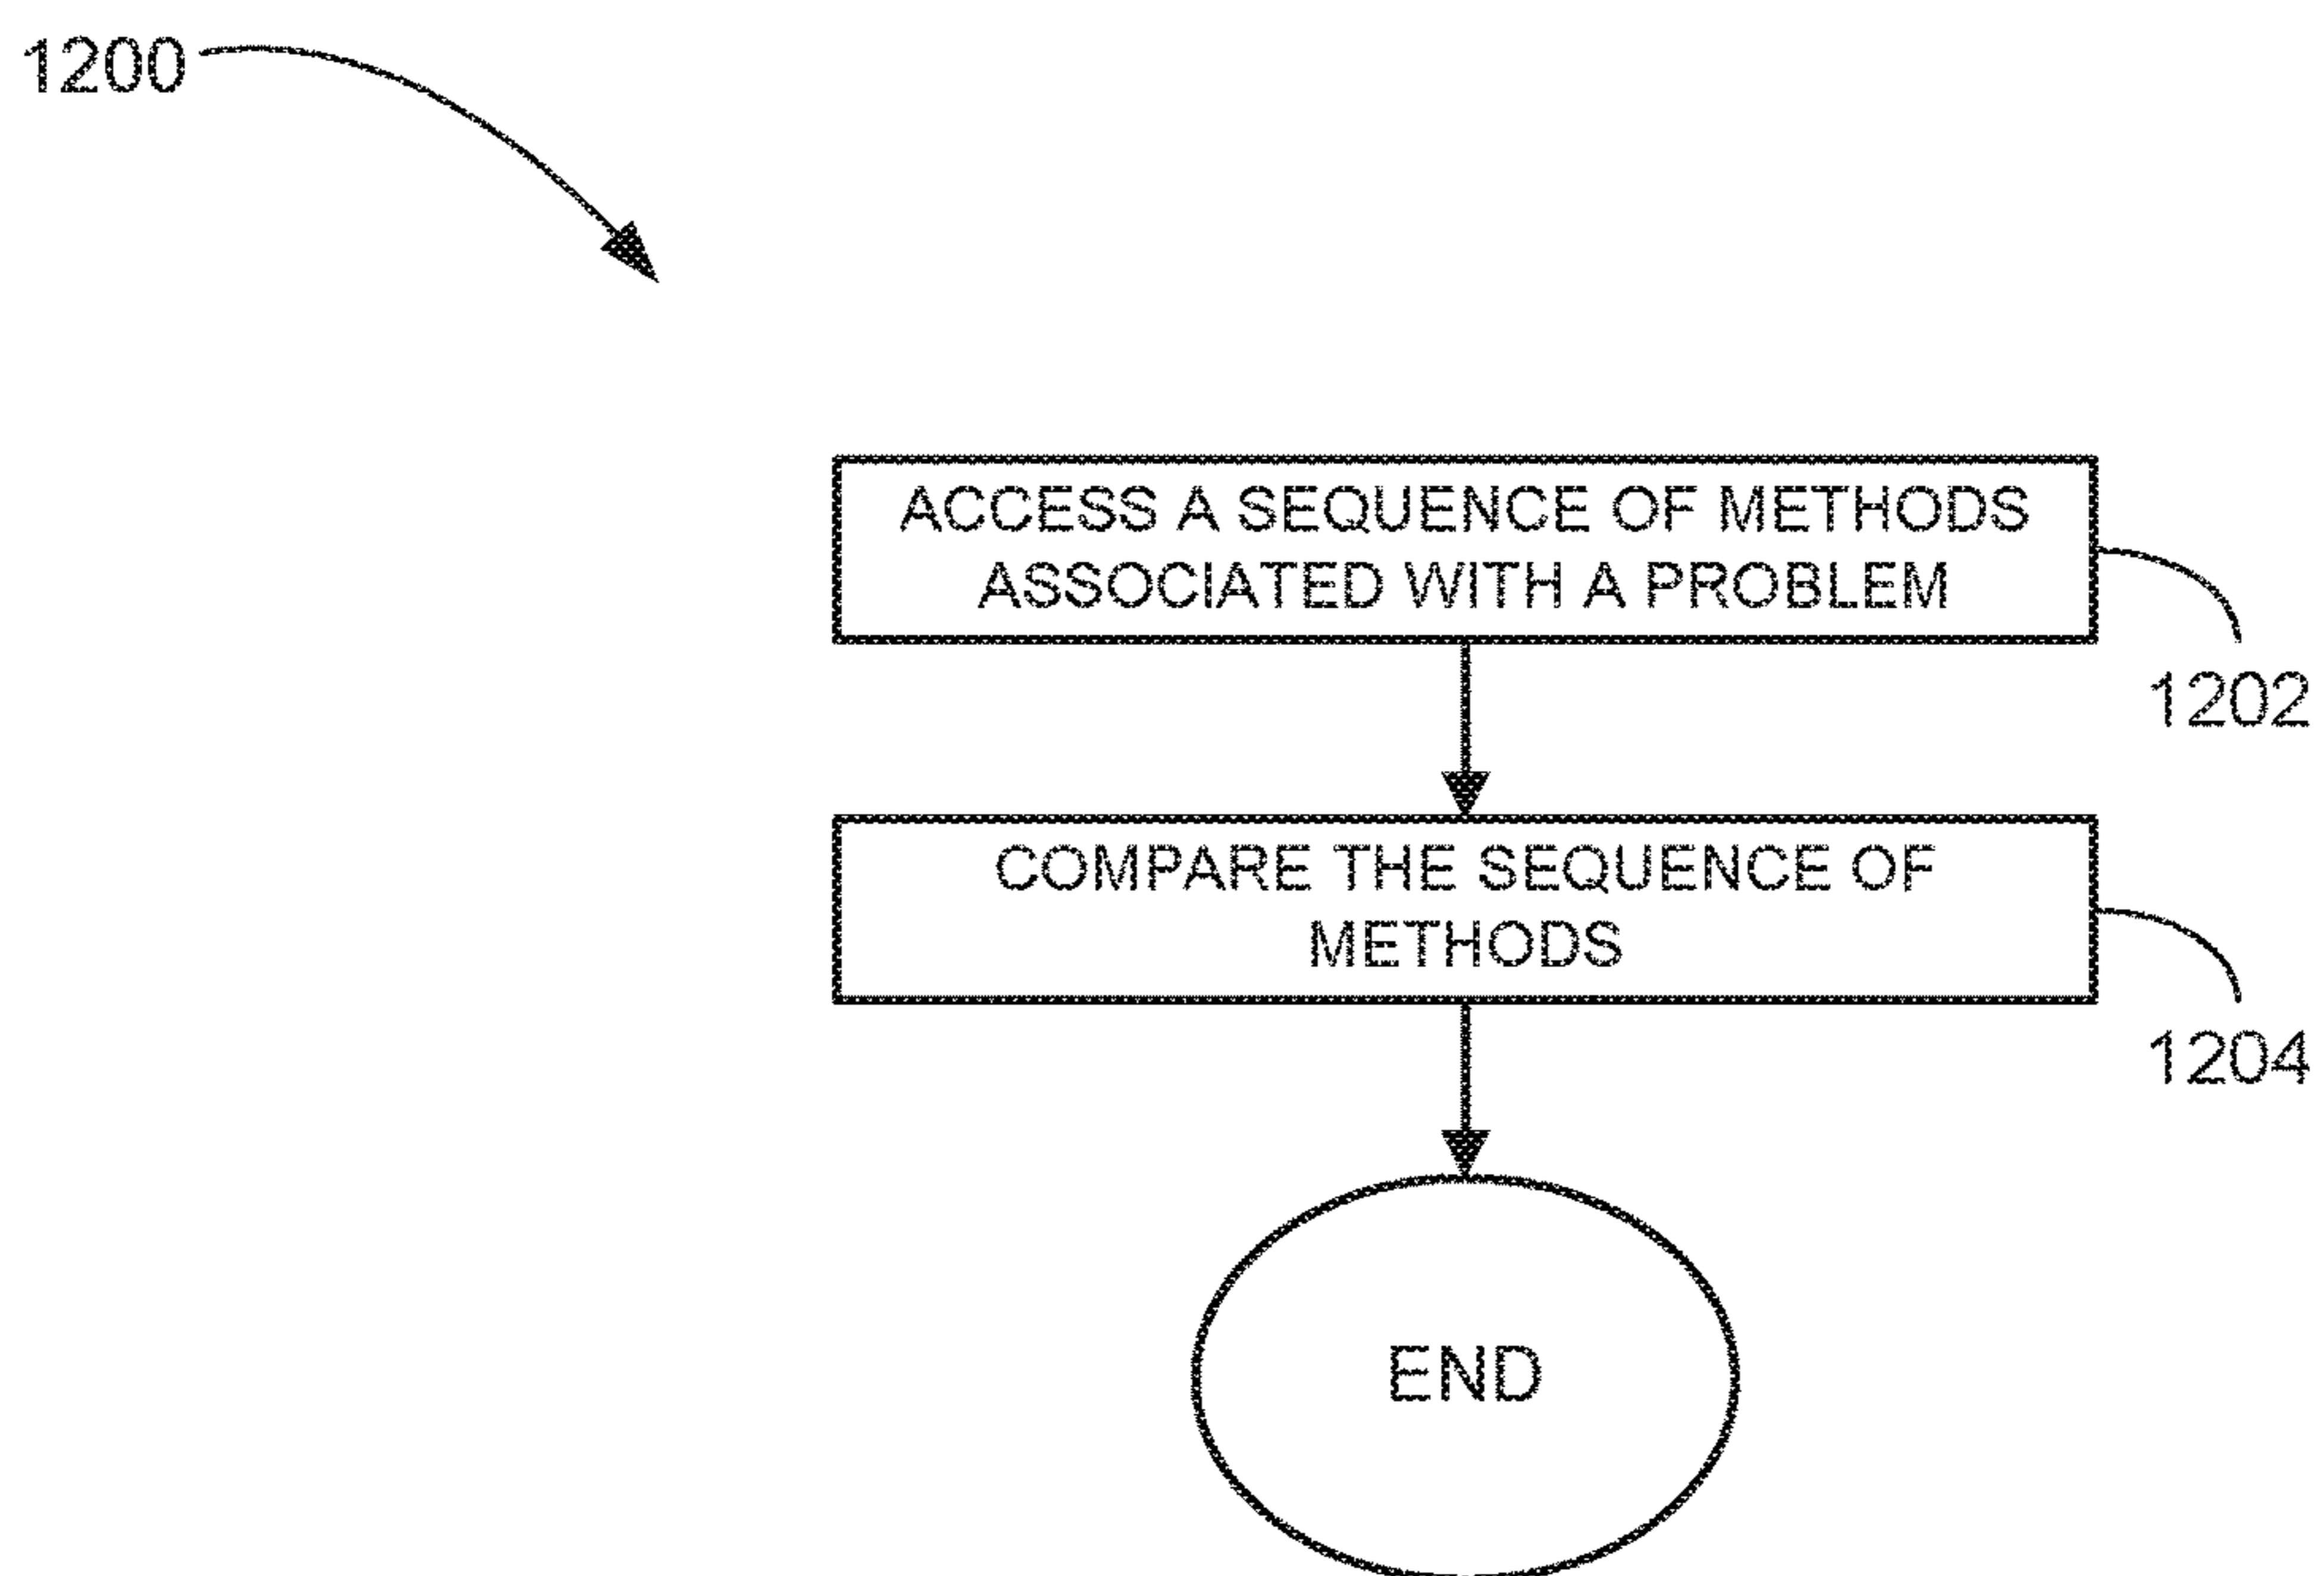 1200
ACCESS A SEQUENCE OF METHODS
ASSOCIATED WITH A PROBLEM
1202
COMPARE THE SEQUENCE OF
METHODS
1204
END